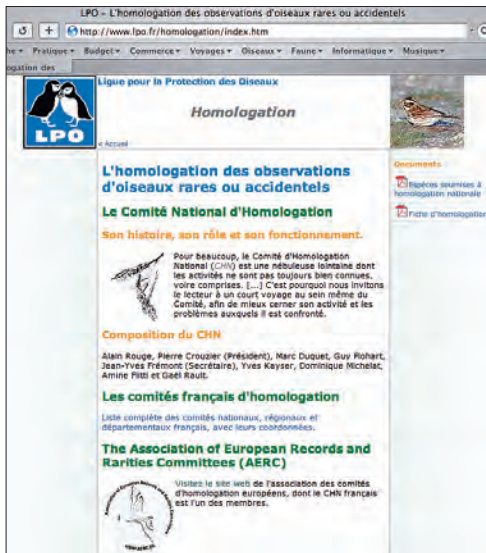 LPO – L'homologation des observations d'oiseaux rares ou accidentels
http://www.lpo.fr/homologation/index.htm
Pratique Budget Commerce Voyages Oiseaux Faune Informatique Musique
ogation des
Ligue pour la Protection des Oiseaux
Homologation
LPO
< Accueil
L'homologation des observations
d'oiseaux rares ou accidentels
Le Comité National d'Homologation
Son histoire, son rôle et son fonctionnement.
Pour beaucoup, le Comité d'Homologation
National (CHN) est une nébuleuse lointaine dont
les activités ne sont pas toujours bien connues,
voire comprises. [...] C'est pourquoi nous invitons
le lecteur à un court voyage au sein même du
Comité, afin de mieux cerner son activité et les
problèmes auxquels il est confronté.
Composition du CHN
Alain Rouge, Pierre Crouzier (Président), Marc Duquet, Guy Flohart,
Jean-Yves Frémont (Secrétaire), Yves Kayser, Dominique Michelat,
Amine Flitti et Gaël Rault.
Les comités français d'homologation
Liste complète des comités nationaux, régionaux et
départementaux français, avec leurs coordonnées.
The Association of European Records and
Rarities Committees (AERC)
Visitez le site web de l'association des comités
d'homologation européens, dont le CHN français
est l'un des membres.
Documents
Espèces soumises à
homologation nationale
Fiche d'homologation